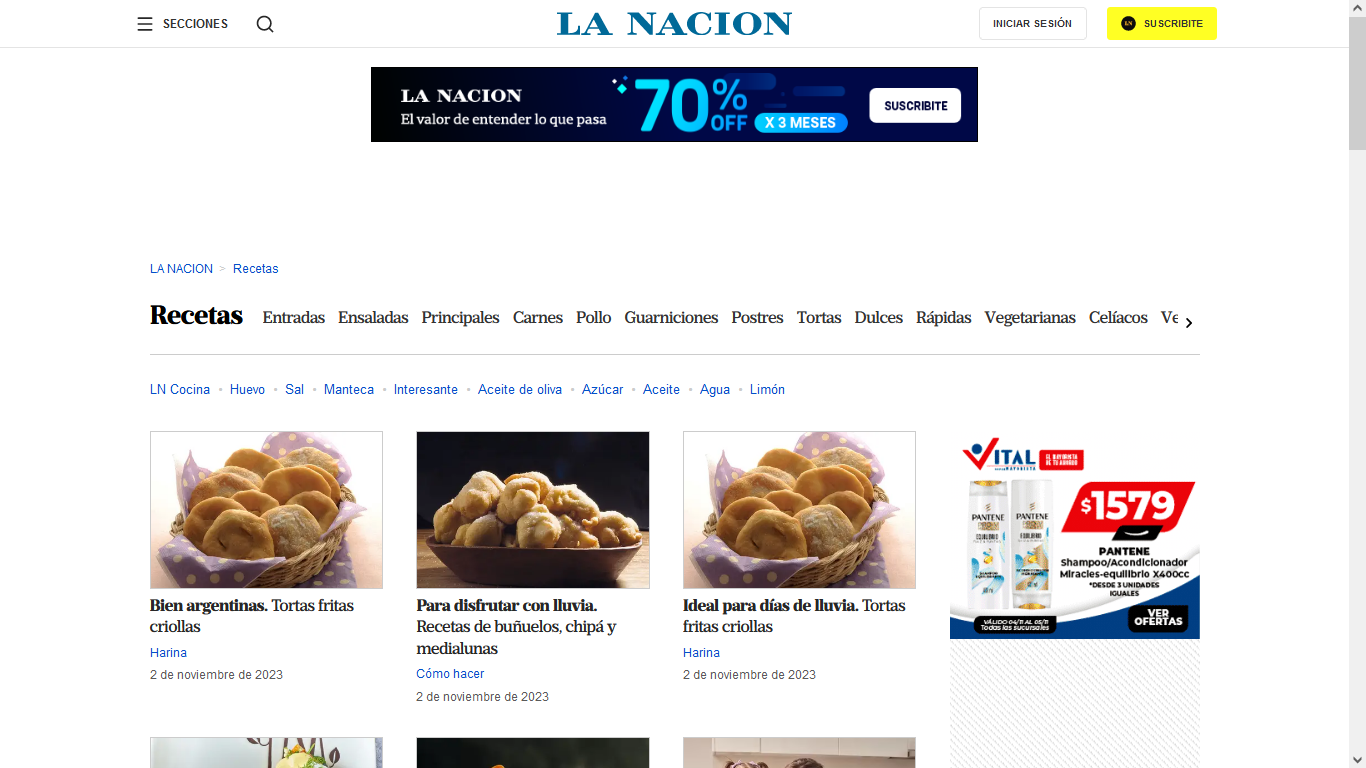 SECCIONES
LA NACION
INICIAR SESIÓN
LN
SUSCRIBITE
LA NACION
El valor de entender lo que pasa
70% OFF
X 3 MESES
SUSCRIBITE
LA NACION > Recetas
Recetas Entradas Ensaladas Principales Carnes Pollo Guarniciones Postres Tortas Dulces Rápidas Vegetarianas Celíacos Ve
LN Cocina • Huevo • Sal • Manteca • Interesante • Aceite de oliva • Azúcar • Aceite • Agua • Limón
Bien argentinas. Tortas fritas
criollas
Harina
2 de noviembre de 2023
Para disfrutar con lluvia.
Recetas de buñuelos, chipá y
medialunas
Cómo hacer
2 de noviembre de 2023
Ideal para días de lluvia. Tortas
fritas criollas
Harina
2 de noviembre de 2023
VITAL
MAYORISTA
EL MAYORISTA
DE TU AHORRO
PANTENE
PANTENE
$1579
PANTENE
Shampoo/Acondicionador
Miracles-equilibrio X400cc
*DESDE 3 UNIDADES
IGUALES
VÁLIDO 04/11 AL 05/11
Todas las sucursales
VER
OFERTAS